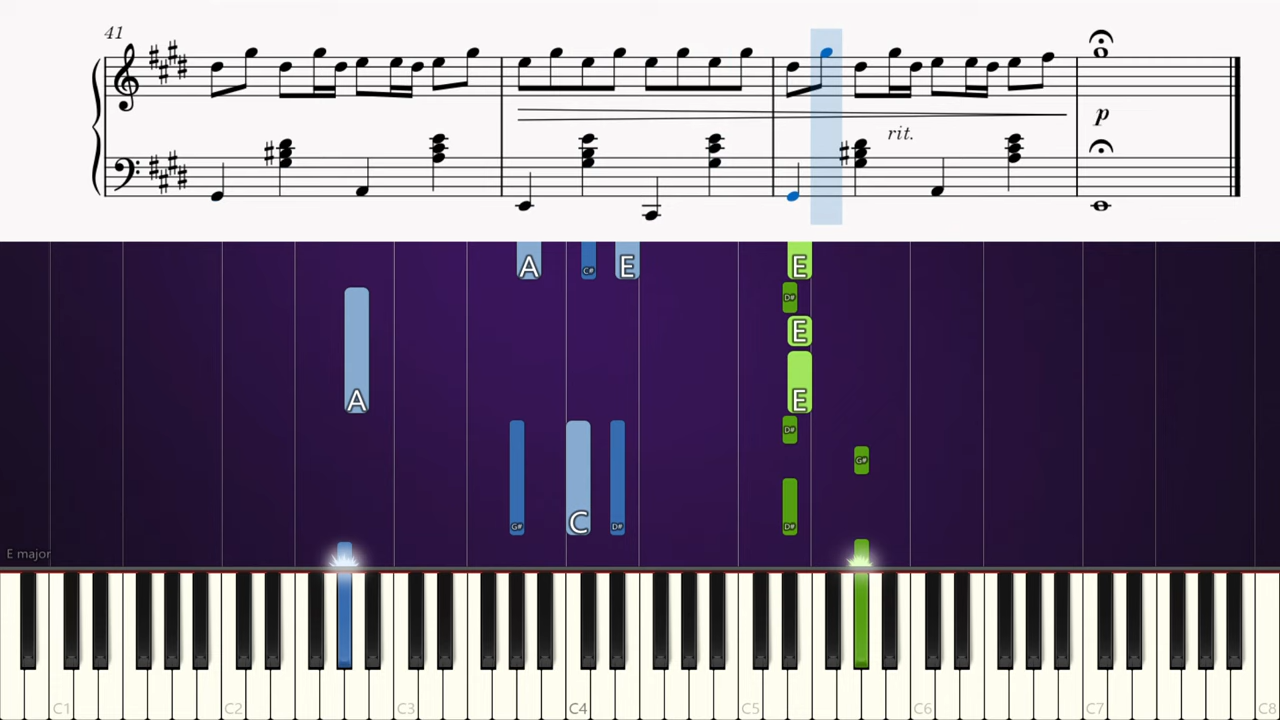 41
rit.
p
A C# E E
D#
E
A E
D#
G#
G# C D# D#
E major
C1 C2 C3 C4 C5 C6 C7 C8